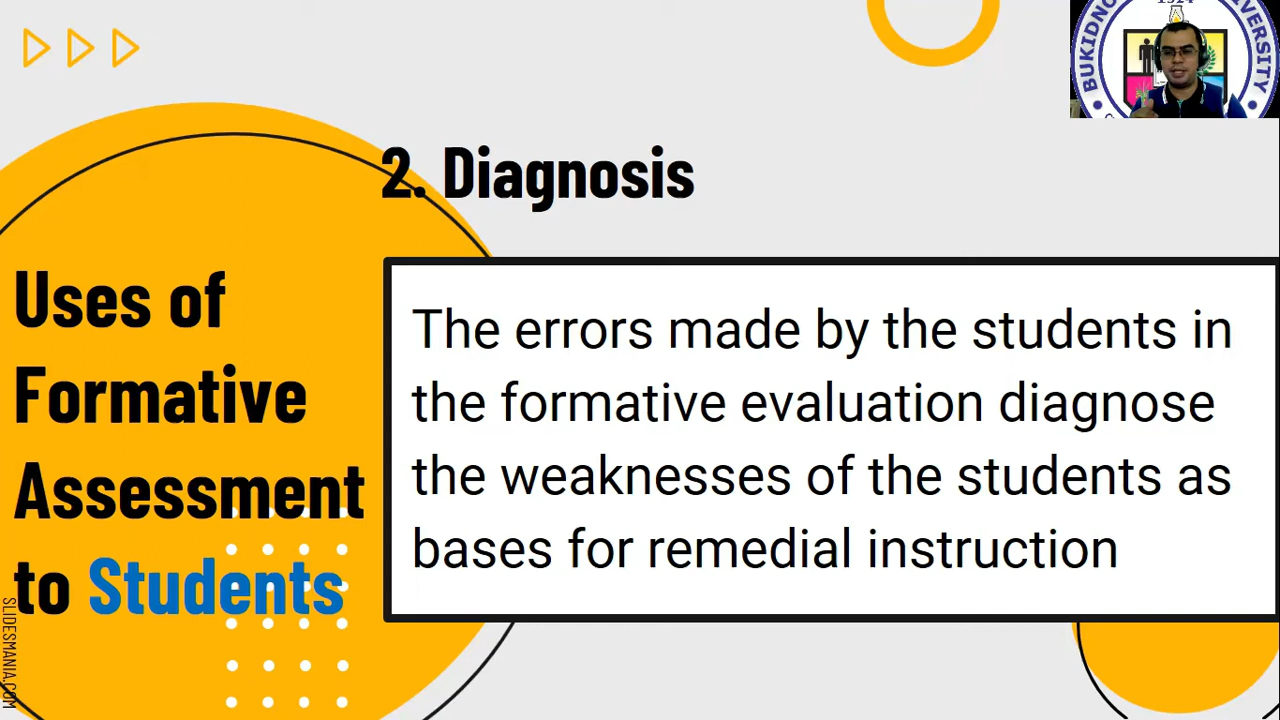 2. Diagnosis
Uses of
Formative
Assessment
to Students
The errors made by the students in
the formative evaluation diagnose
the weaknesses of the students as
bases for remedial instruction
SLIDESMANIA.COM